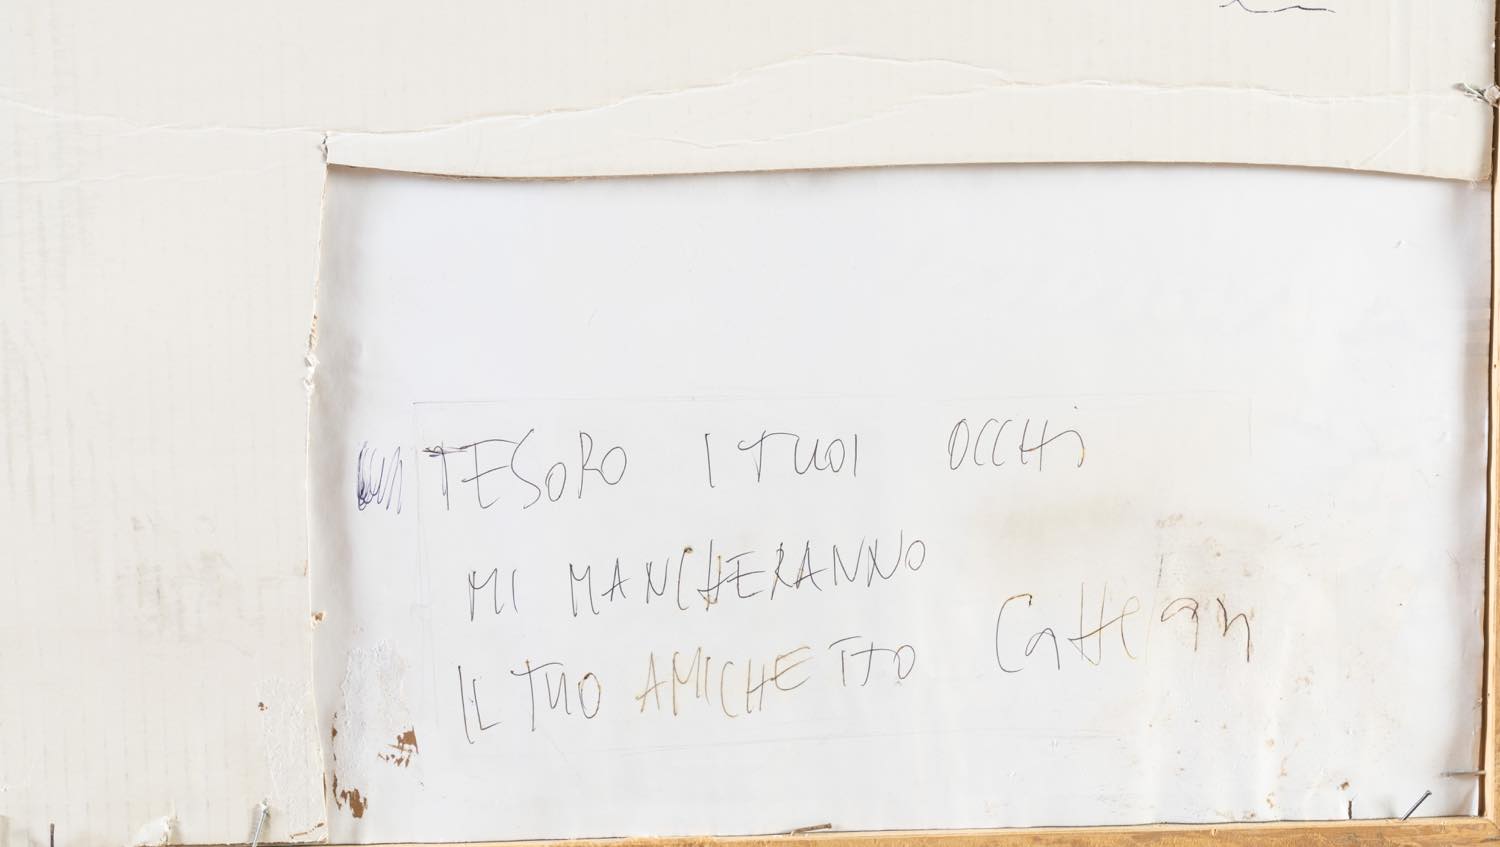 TESORO I TUOI OCCHI
MI MANCHERANNO
IL TUO AMICHETTO Cattelan